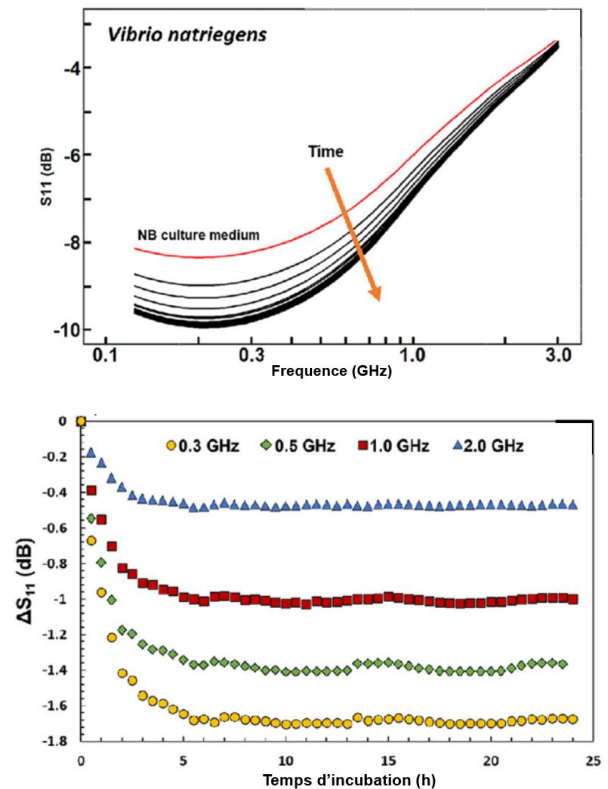 Vibrio natriegens
-4
-6
-8
-10
S11 (dB)
Time
NB culture medium
0.1 0.3 1.0 3.0
Frequence (GHz)
0.3 GHz 0.5 GHz 1.0 GHz 2.0 GHz
0
-0.2
-0.4
-0.6
-0.8
-1
-1.2
-1.4
-1.6
-1.8
ΔS11 (dB)
0 5 10 15 20 25
Temps d'incubation (h)